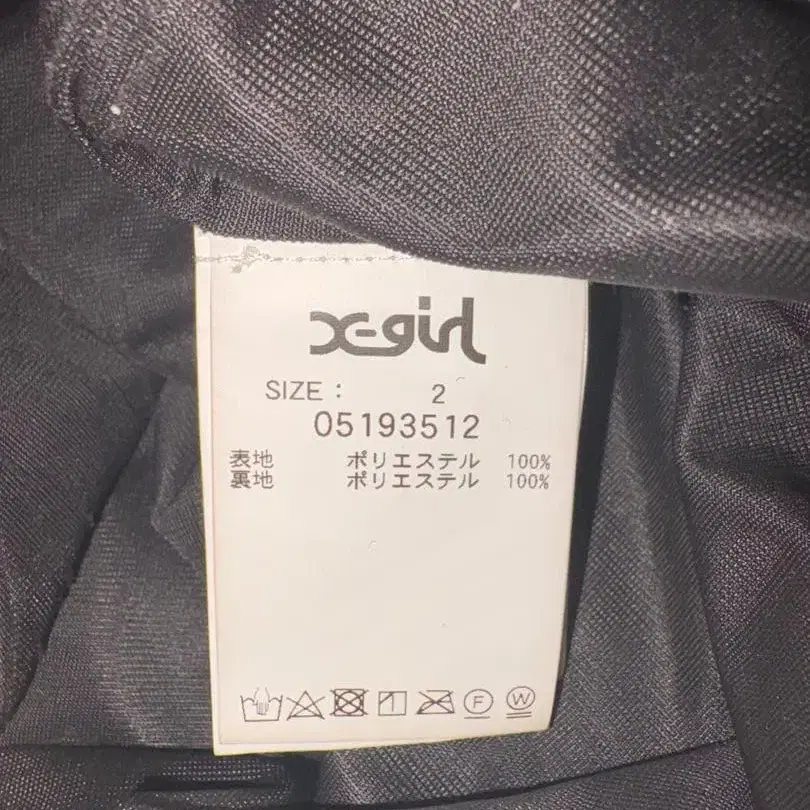 X-girl
SIZE : 2
05193512
表地 ポリエステル 100%
裏地 ポリエステル 100%
F W